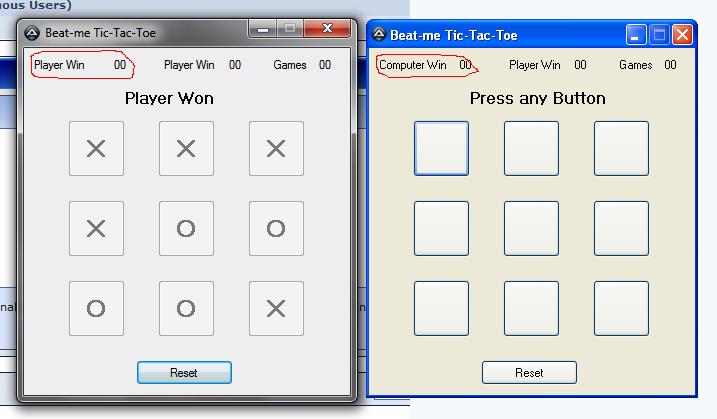 nous Users)
Beat-me Tic-Tac-Toe
Player Win 00 Player Win 00 Games 00
Player Won
X X X
X O O
O O X
Reset
Beat-me Tic-Tac-Toe
Computer Win 00 Player Win 00 Games 00
Press any Button
Reset
nal
n